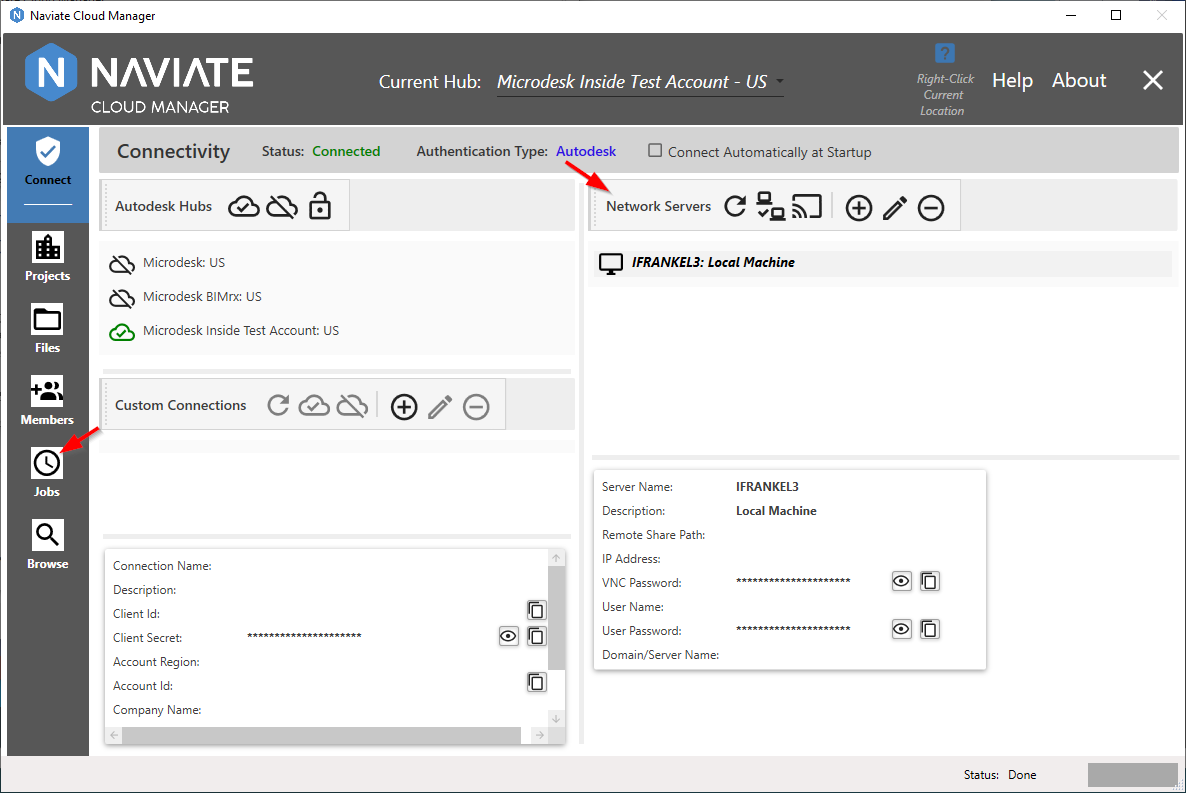 Naviate Cloud Manager
NAVIATE
CLOUD MANAGER
Current Hub: Microdesk Inside Test Account - US
?
Right-Click
Current
Location
Help
About
Connect
Projects
Files
Members
Jobs
Browse
Connectivity
Status: Connected
Authentication Type: Autodesk
Connect Automatically at Startup
Autodesk Hubs
Microdesk: US
Microdesk BIMrx: US
Microdesk Inside Test Account: US
Custom Connections
Connection Name:
Description:
Client Id:
Client Secret: *********************
Account Region:
Account Id:
Company Name:
Network Servers
IFRANKEL3: Local Machine
Server Name: IFRANKEL3
Description: Local Machine
Remote Share Path:
IP Address:
VNC Password: *********************
User Name:
User Password: *********************
Domain/Server Name:
Status: Done